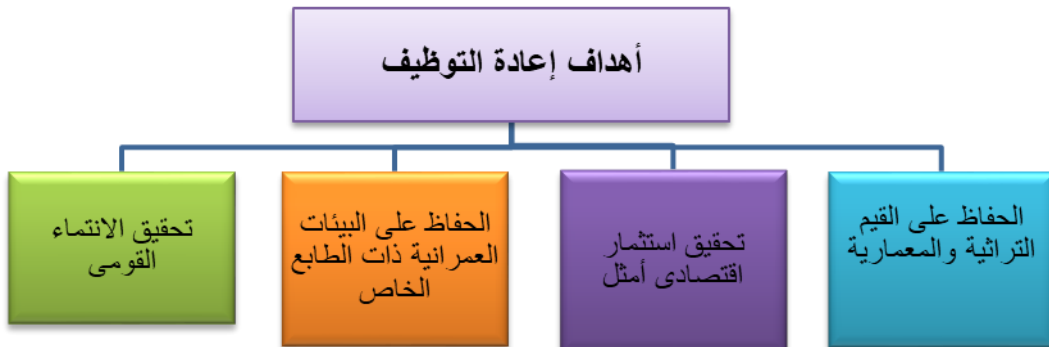 أهداف إعادة التوظيف
الحفاظ على القيم
التراثية والمعمارية
تحقيق استثمار
اقتصادى أمثل
الحفاظ على البيئات
العمرانية ذات الطابع
الخاص
تحقيق الانتماء
القومى